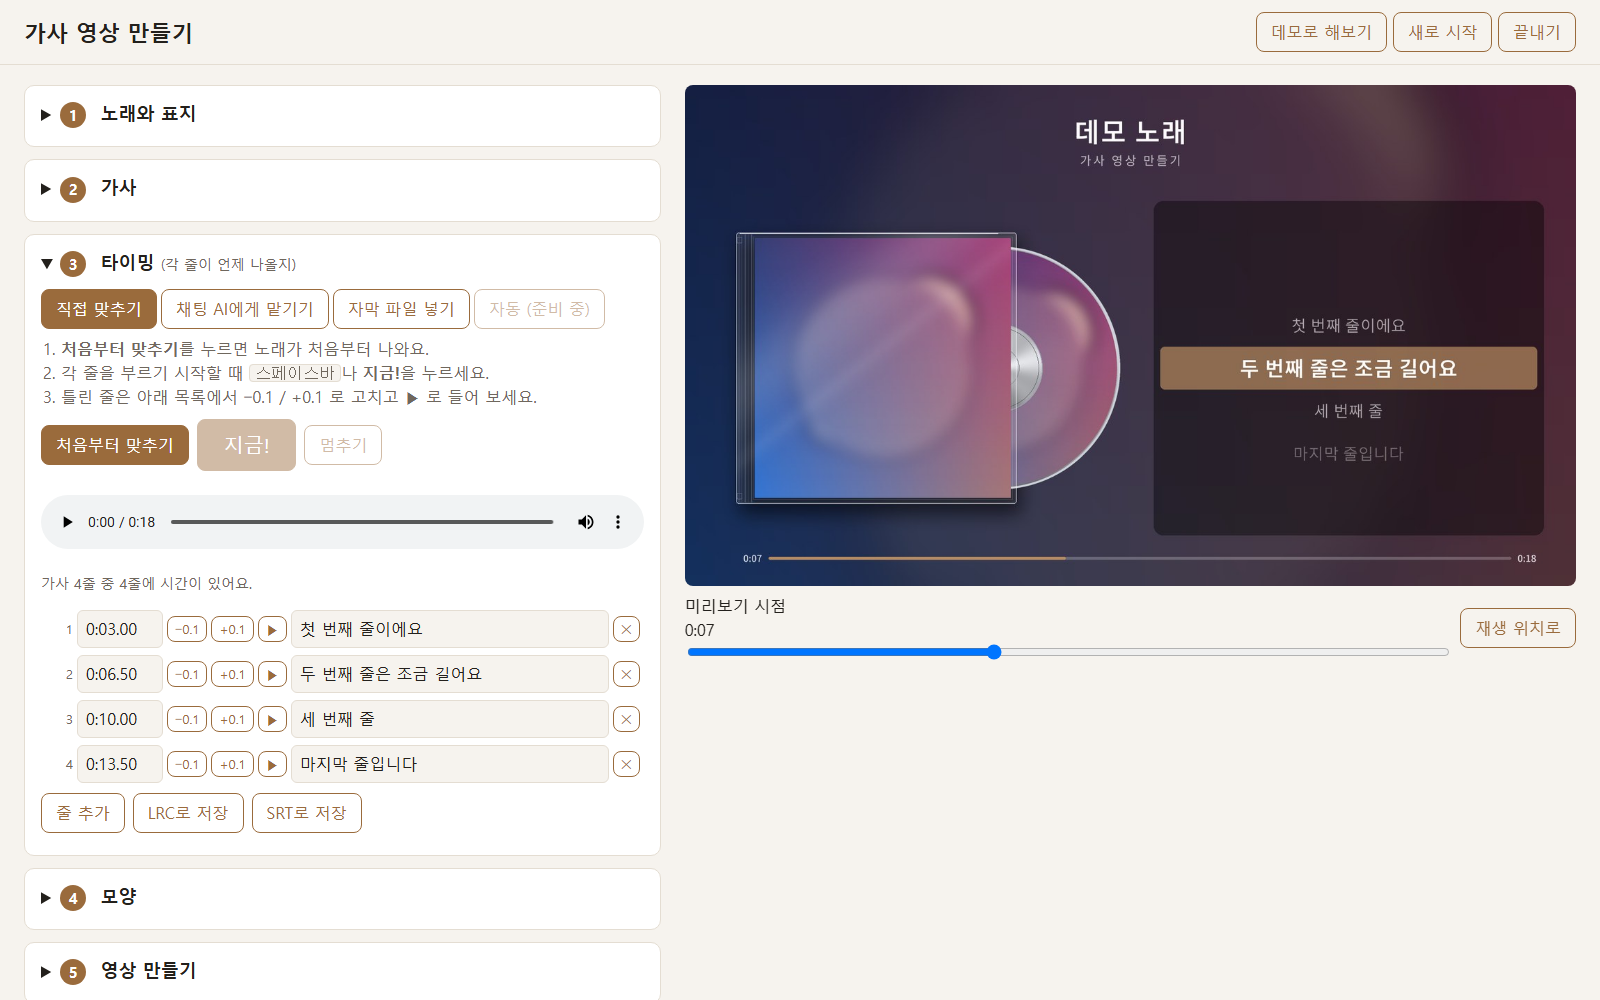 가사 영상 만들기
데모로 해보기
새로 시작
끝내기
1 노래와 표지
2 가사
3 타이밍 (각 줄이 언제 나올지)
직접 맞추기
채팅 AI에게 맡기기
자막 파일 넣기
자동 (준비 중)
1. 처음부터 맞추기를 누르면 노래가 처음부터 나와요.
2. 각 줄을 부르기 시작할 때 스페이스바나 지금!을 누르세요.
3. 틀린 줄은 아래 목록에서 −0.1 / +0.1 로 고치고 ▶ 로 들어 보세요.
처음부터 맞추기
지금!
멈추기
0:00 / 0:18
가사 4줄 중 4줄에 시간이 있어요.
1 0:03.00 −0.1 +0.1 ▶ 첫 번째 줄이에요 ×
2 0:06.50 −0.1 +0.1 ▶ 두 번째 줄은 조금 길어요 ×
3 0:10.00 −0.1 +0.1 ▶ 세 번째 줄 ×
4 0:13.50 −0.1 +0.1 ▶ 마지막 줄입니다 ×
줄 추가
LRC로 저장
SRT로 저장
4 모양
5 영상 만들기
데모 노래
가사 영상 만들기
첫 번째 줄이에요
두 번째 줄은 조금 길어요
세 번째 줄
마지막 줄입니다
0:07
0:18
미리보기 시점
0:07
재생 위치로